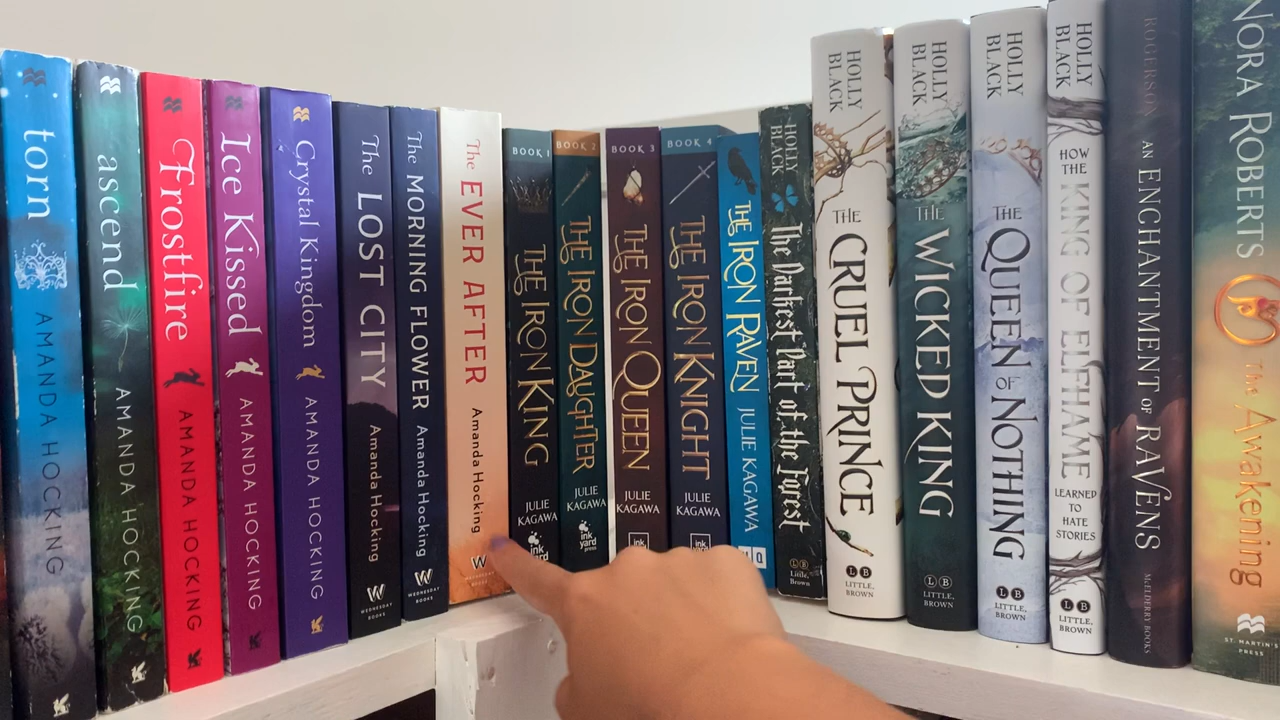 torn AMANDA HOCKING
ascend AMANDA HOCKING
Frostfire AMANDA HOCKING
Ice Kissed AMANDA HOCKING
Crystal Kingdom AMANDA HOCKING
The LOST CITY Amanda Hocking W WEDNESDAY BOOKS
The MORNING FLOWER Amanda Hocking W WEDNESDAY BOOKS
The EVER AFTER Amanda Hocking W WEDNESDAY BOOKS
BOOK 1 THE IRON KING JULIE KAGAWA ink yard
BOOK 2 THE IRON DAUGHTER JULIE KAGAWA ink yard press
BOOK 3 THE IRON QUEEN JULIE KAGAWA ink
BOOK 4 THE IRON KNIGHT JULIE KAGAWA ink
THE IRON RAVEN JULIE KAGAWA
HOLLY BLACK The Darkest Part of the Forest LB Little, Brown
HOLLY BLACK THE CRUEL PRINCE LB LITTLE, BROWN
HOLLY BLACK THE WICKED KING LB LITTLE, BROWN
HOLLY BLACK THE QUEEN OF NOTHING LB LITTLE, BROWN
HOLLY BLACK HOW THE KING OF ELFHAME LEARNED TO HATE STORIES LB LITTLE, BROWN
ROGERSON AN ENCHANTMENT OF RAVENS McELDERRY BOOKS
NORA ROBERTS The Awakening ST. MARTIN'S PRESS